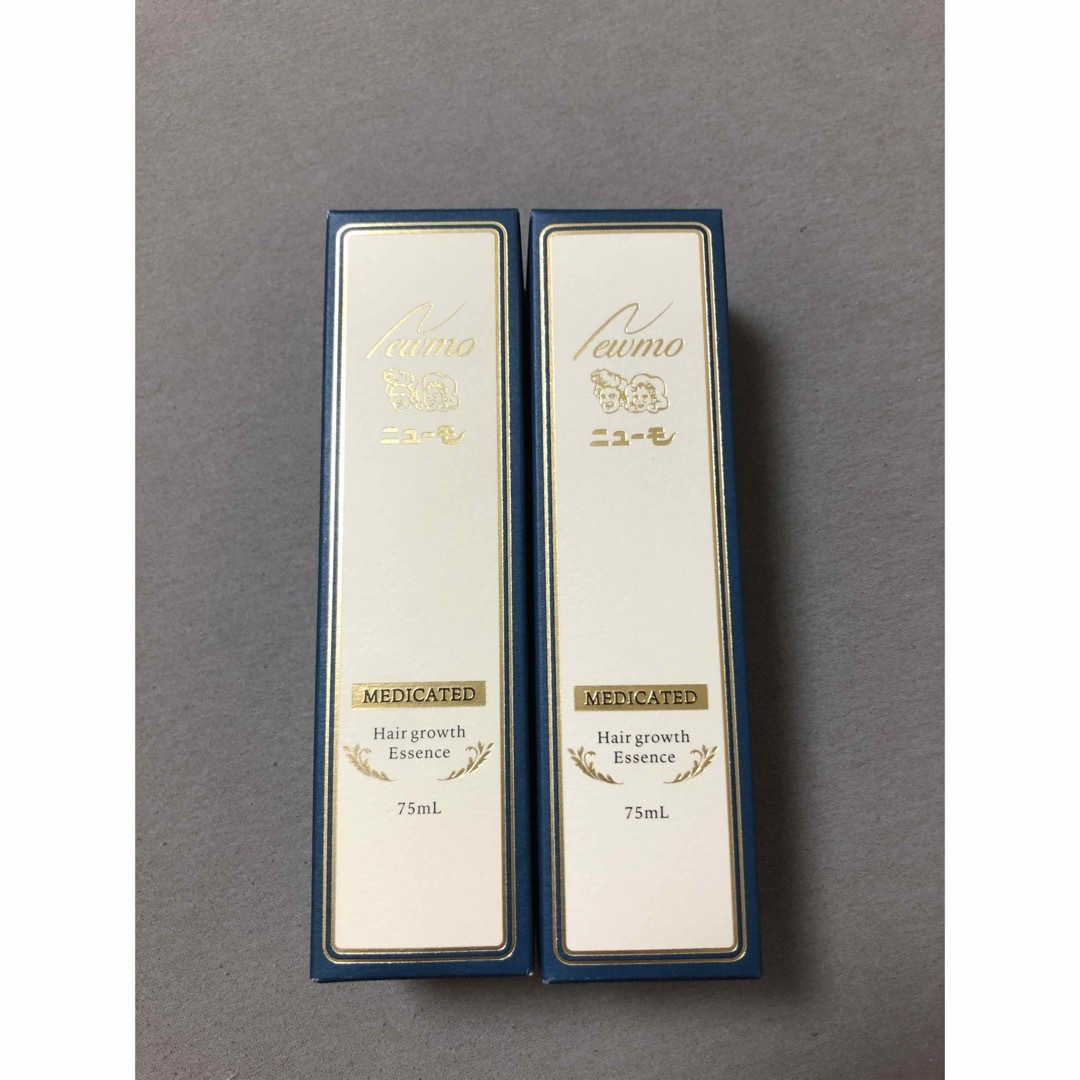 Newmo
ニューモ
MEDICATED
Hair growth
Essence
75mL
Newmo
ニューモ
MEDICATED
Hair growth
Essence
75mL